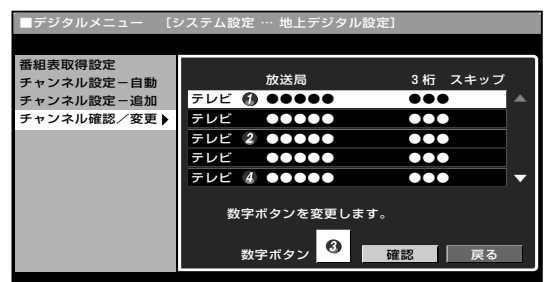 ■デジタルメニュー [システム設定 … 地上デジタル設定]
番組表取得設定
チャンネル設定－自動
チャンネル設定－追加
チャンネル確認／変更▶
放送局 3桁 スキップ
テレビ ❶ ●●●●● ●●● ▲
テレビ ●●●●● ●●●
テレビ ❷ ●●●●● ●●●
テレビ ●●●●● ●●●
テレビ ❹ ●●●●● ●●● ▼
数字ボタンを変更します。
数字ボタン ❸ 確認 戻る